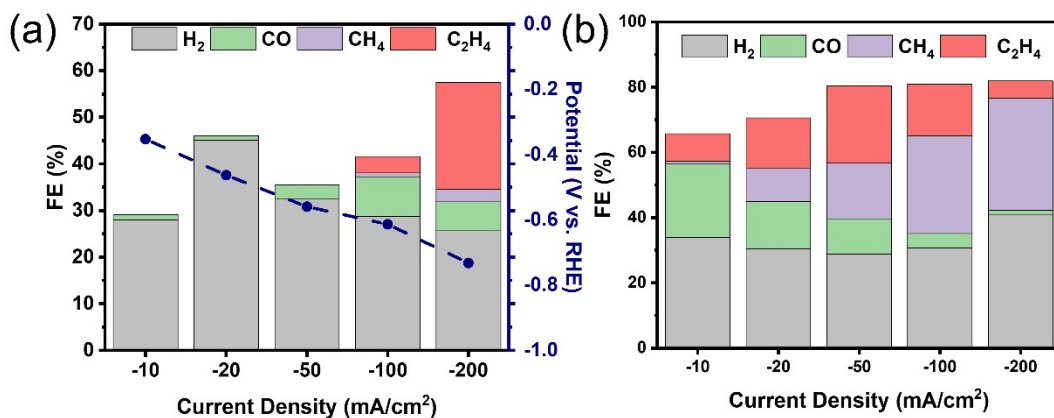 (a)
H₂ CO CH₄ C₂H₄
70
60
50
40
30
20
10
0
FE (%)
0.0
-0.2
-0.4
-0.6
-0.8
-1.0
Potential (V vs. RHE)
-10 -20 -50 -100 -200
Current Density (mA/cm²)
(b)
H₂ CO CH₄ C₂H₄
100
80
60
40
20
0
FE (%)
-10 -20 -50 -100 -200
Current Density (mA/cm²)